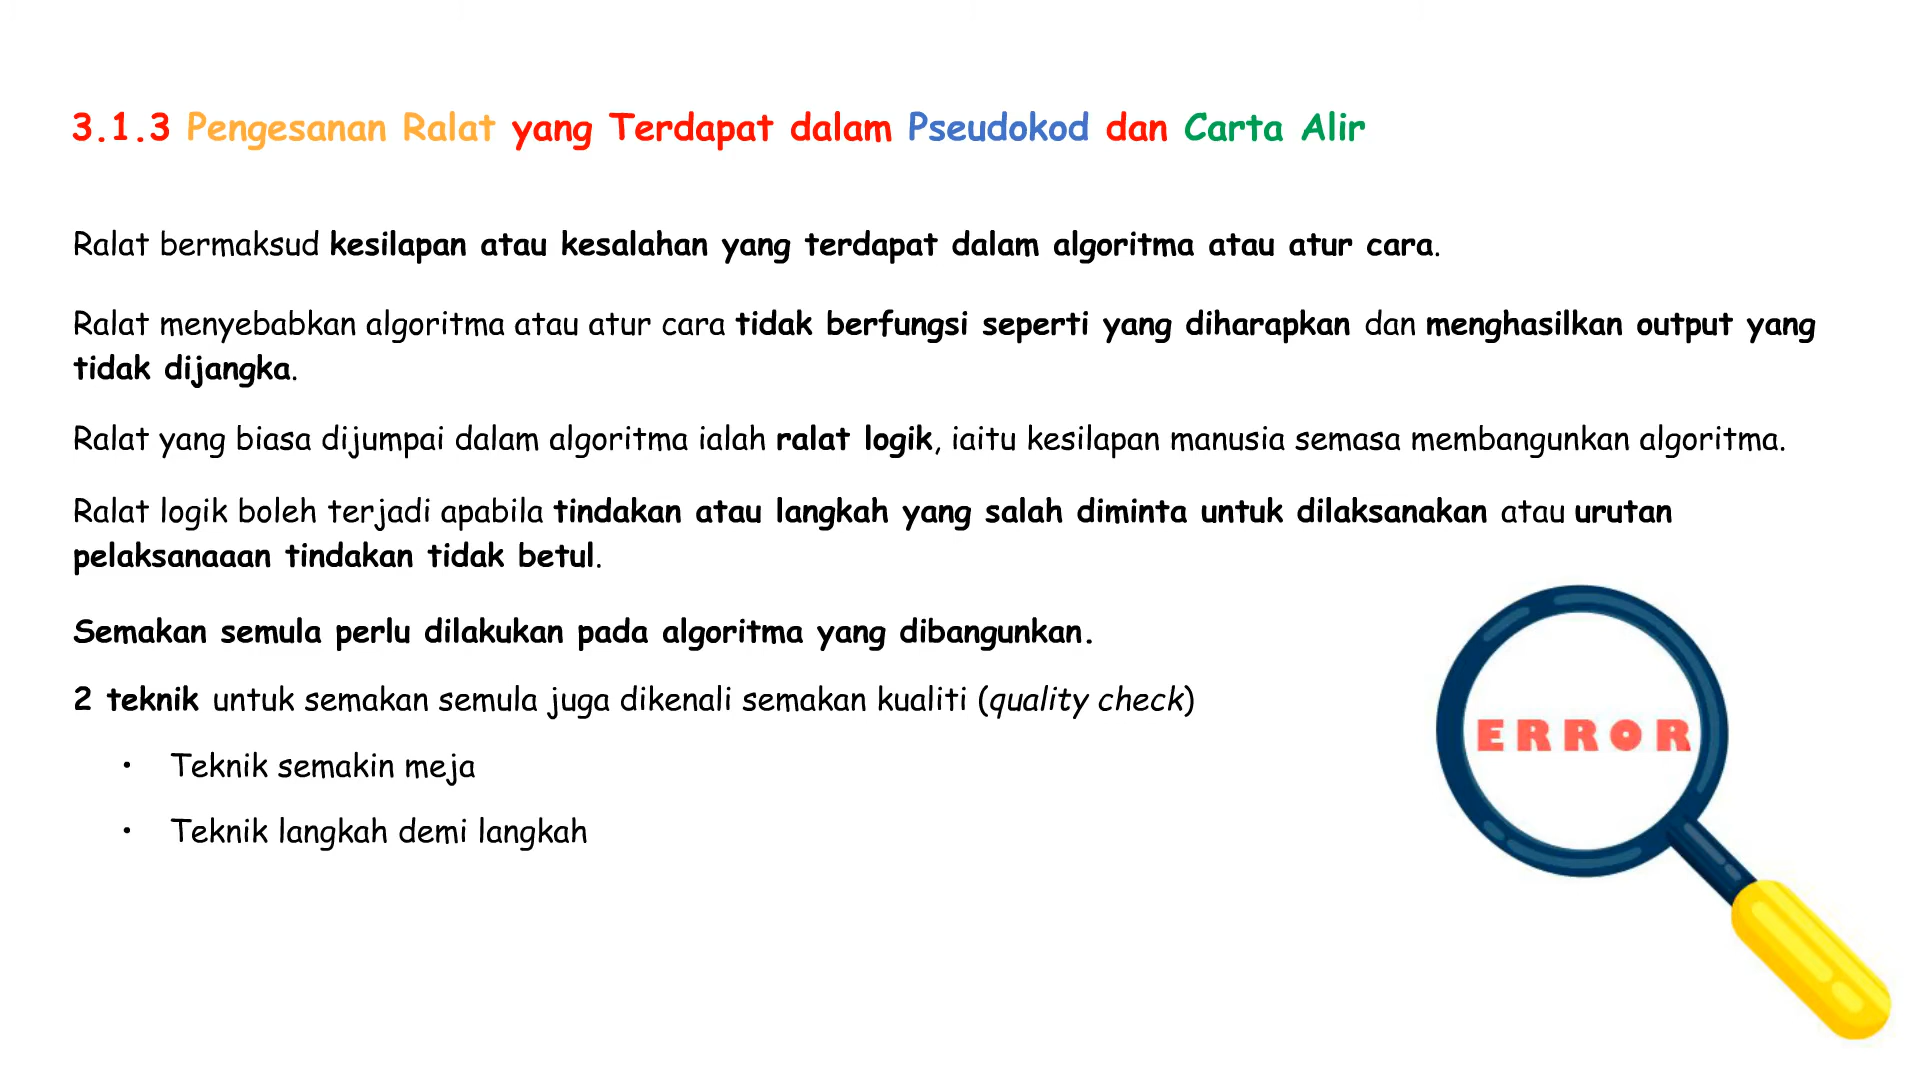 3.1.3 Pengesanan Ralat yang Terdapat dalam Pseudokod dan Carta Alir
Ralat bermaksud kesilapan atau kesalahan yang terdapat dalam algoritma atau atur cara.
Ralat menyebabkan algoritma atau atur cara tidak berfungsi seperti yang diharapkan dan menghasilkan output yang
tidak dijangka.
Ralat yang biasa dijumpai dalam algoritma ialah ralat logik, iaitu kesilapan manusia semasa membangunkan algoritma.
Ralat logik boleh terjadi apabila tindakan atau langkah yang salah diminta untuk dilaksanakan atau urutan
pelaksanaaan tindakan tidak betul.
Semakan semula perlu dilakukan pada algoritma yang dibangunkan.
2 teknik untuk semakan semula juga dikenali semakan kualiti (quality check)
• Teknik semakin meja
• Teknik langkah demi langkah
ERROR